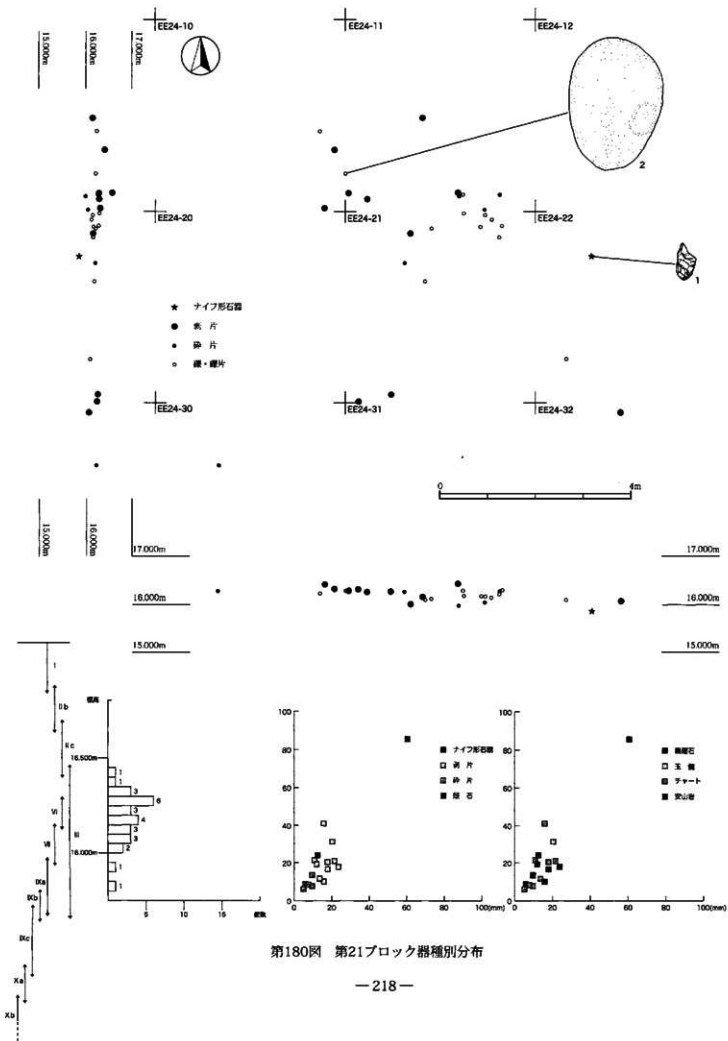 15.000m
16.000m
17.000m
EE24-10
EE24-11
EE24-12
2
EE24-20
EE24-21
EE24-22
1
★ ナイフ形石器
● 剥片
• 砕片
○ 礫・礫片
EE24-30
EE24-31
EE24-32
0 4m
15.000m
16.000m
17.000m
17.000m
16.000m
16.000m
15.000m
15.000m
I
IIb
IIc
III
VI
VII
IXa
IXb
IXc
Xa
Xb
標高
16.500m
16.000m
1
1
3
6
3
4
3
3
2
1
1
5 10 15 個数
100
80
60
40
20
0
20 40 60 80 100(mm)
ナイフ形石器
剥片
砕片
敲石
100
80
60
40
20
0
20 40 60 80 100(mm)
黒曜石
玉髄
チャート
安山岩
第180図 第21ブロック器種別分布
—218—